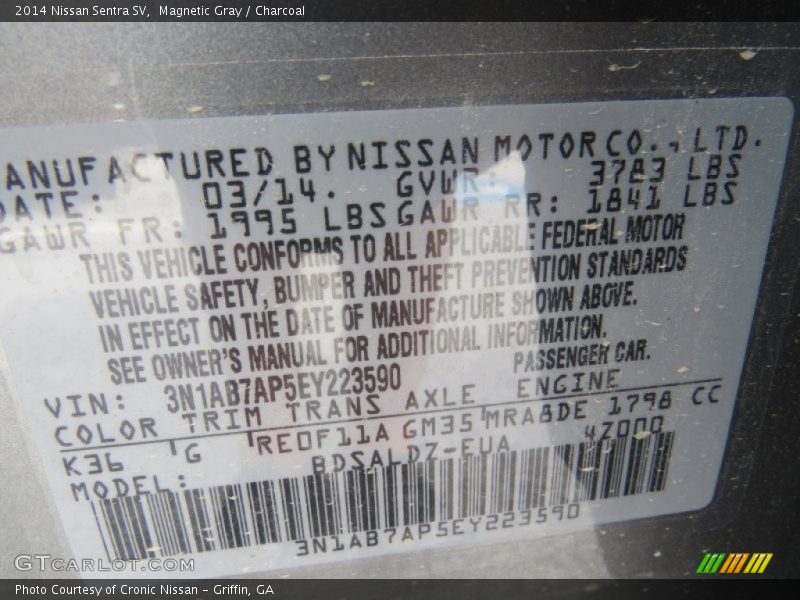 2014 Nissan Sentra SV, Magnetic Gray / Charcoal
MANUFACTURED BY NISSAN MOTOR CO., LTD.
DATE: 03/14. GVWR: 3783 LBS
GAWR FR: 1995 LBS GAWR RR: 1841 LBS
THIS VEHICLE CONFORMS TO ALL APPLICABLE FEDERAL MOTOR
VEHICLE SAFETY, BUMPER AND THEFT PREVENTION STANDARDS
IN EFFECT ON THE DATE OF MANUFACTURE SHOWN ABOVE.
SEE OWNER'S MANUAL FOR ADDITIONAL INFORMATION.
VIN: 3N1AB7AP5EY223590 PASSENGER CAR.
COLOR TRIM TRANS AXLE ENGINE
K36 G RE0F11A GM35 MRA8DE 1798 CC
MODEL: BDSALDZ-EUA 4Z000
3N1AB7AP5EY223590
GTCARLOT.COM
Photo Courtesy of Cronic Nissan - Griffin, GA